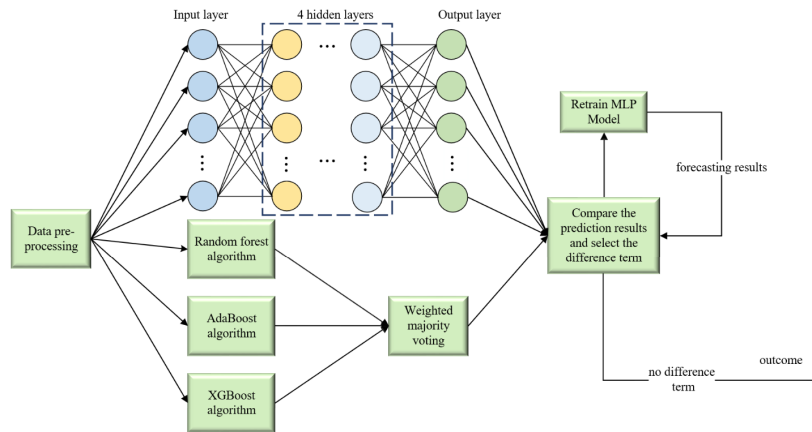 Input layer
4 hidden layers
Output layer
Retrain MLP
Model
forecasting results
Compare the
prediction results
and select the
difference term
Data pre-
processing
Random forest
algorithm
AdaBoost
algorithm
XGBoost
algorithm
Weighted
majority
voting
no difference
term
outcome